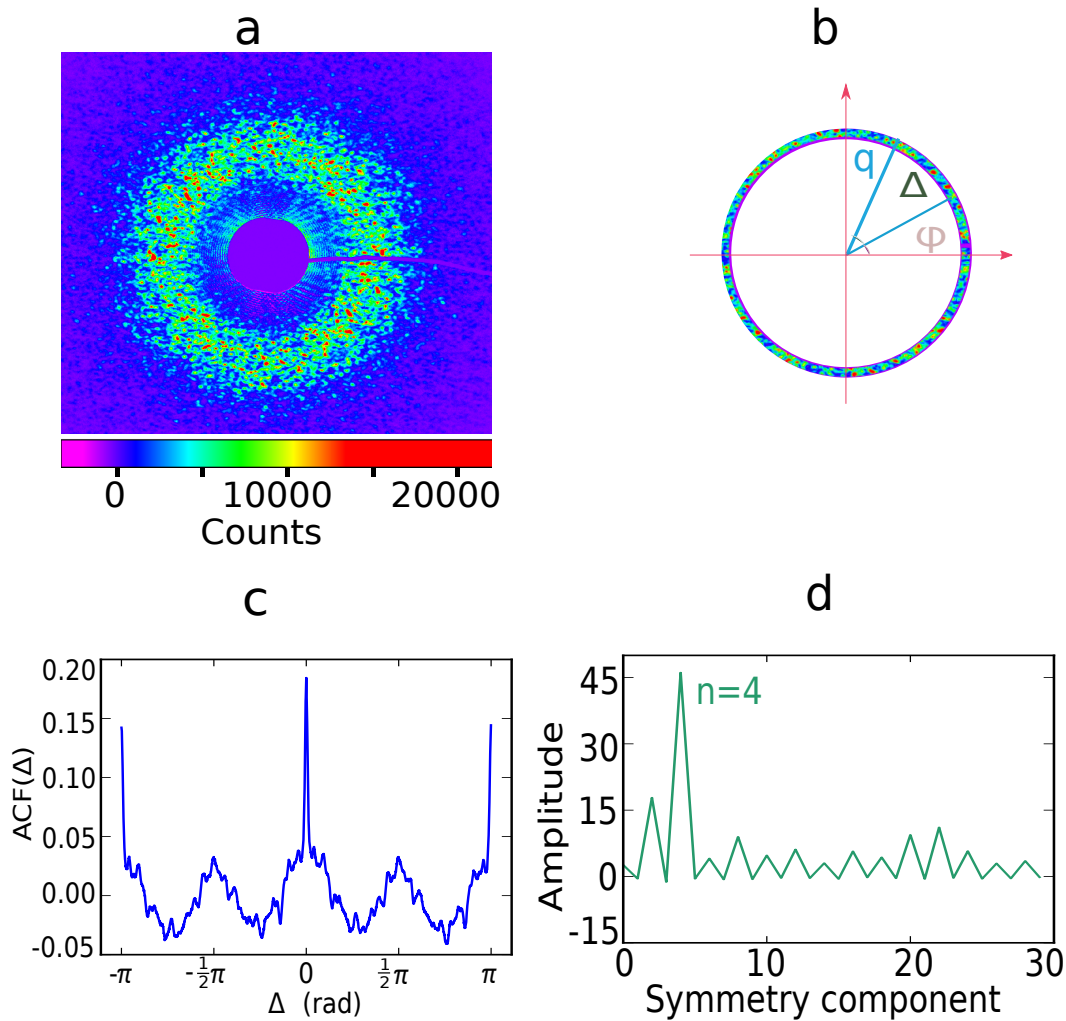 a
b
q
Δ
φ
0 10000 20000
Counts
c
d
0.20
0.15
0.10
0.05
0.00
-0.05
ACF(Δ)
-π -½π 0 ½π π
Δ (rad)
n=4
45
30
15
0
-15
Amplitude
0 10 20 30
Symmetry component